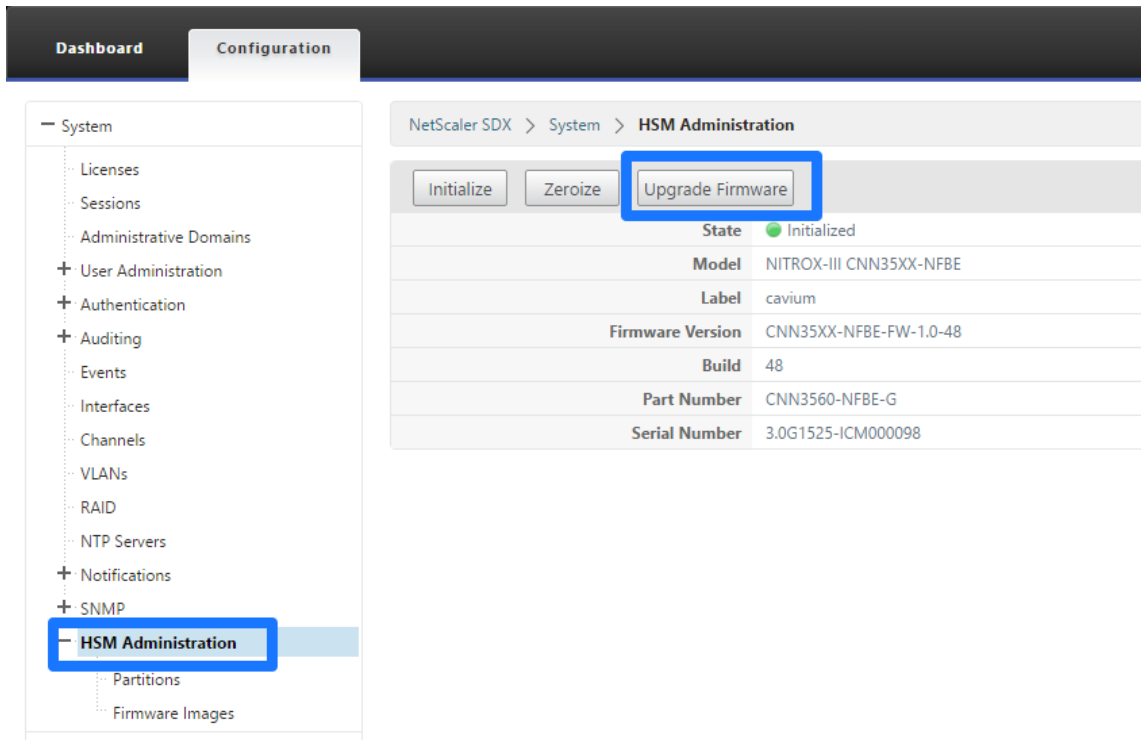 Dashboard
Configuration
System
Licenses
Sessions
Administrative Domains
User Administration
Authentication
Auditing
Events
Interfaces
Channels
VLANs
RAID
NTP Servers
Notifications
SNMP
HSM Administration
Partitions
Firmware Images
NetScaler SDX > System > HSM Administration
Initialize Zeroize Upgrade Firmware
State Initialized
Model NITROX-III CNN35XX-NFBE
Label cavium
Firmware Version CNN35XX-NFBE-FW-1.0-48
Build 48
Part Number CNN3560-NFBE-G
Serial Number 3.0G1525-ICM000098